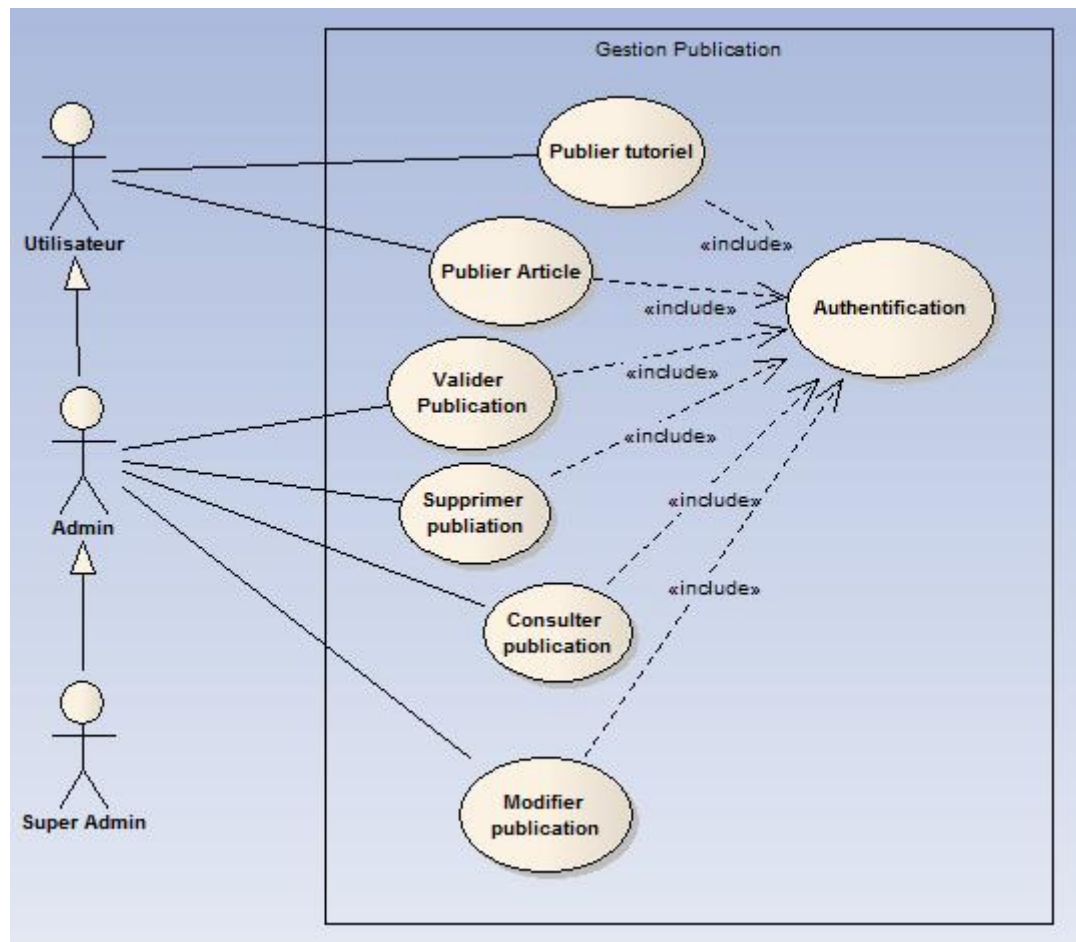 Gestion Publication
Publier tutoriel
Utilisateur
«include»
Publier Article
Authentification
«include»
Valider
Publication
«include»
«include»
Supprimer
publiation
Admin
«include»
«include»
Consulter
publication
Modifier
publication
Super Admin